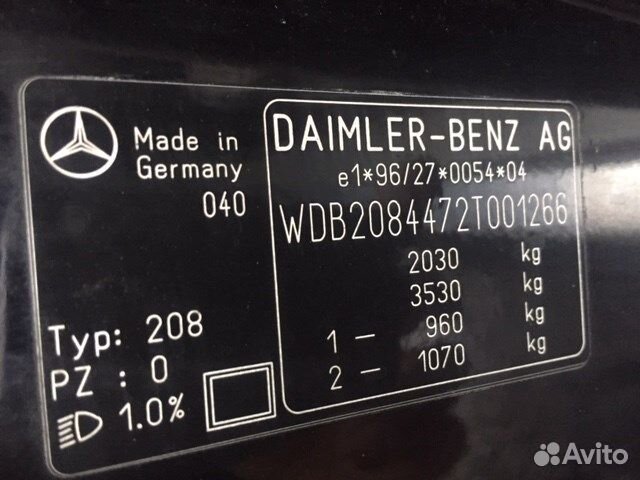 Made in
Germany
040
Typ: 208
PZ : 0
1.0%
DAIMLER-BENZ AG
e1*96/27*0054*04
WDB2084472T001266
2030 kg
3530 kg
1 — 960 kg
2 — 1070 kg
Avito